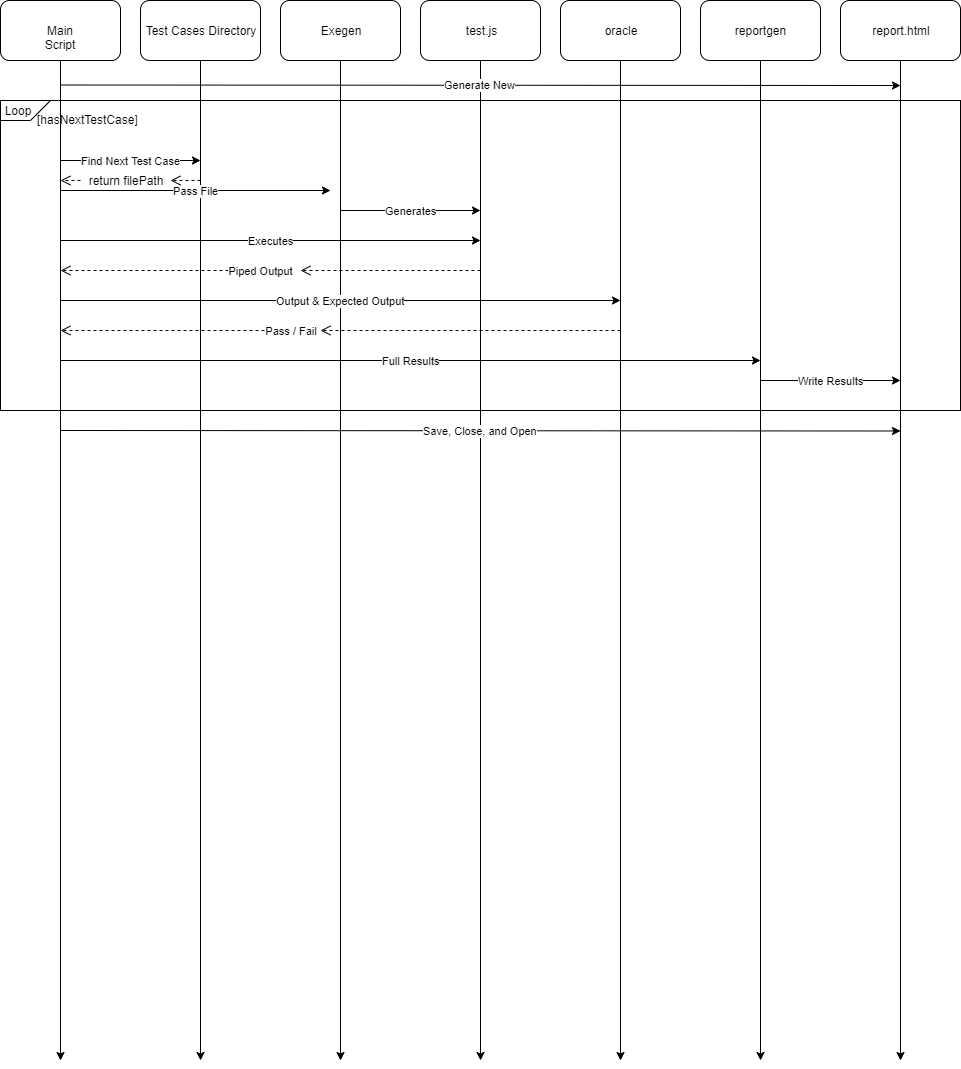 Main
Script
Test Cases Directory
Exegen
test.js
oracle
reportgen
report.html
Generate New
Loop
[hasNextTestCase]
Find Next Test Case
return filePath
Pass File
Generates
Executes
Piped Output
Output & Expected Output
Pass / Fail
Full Results
Write Results
Save, Close, and Open